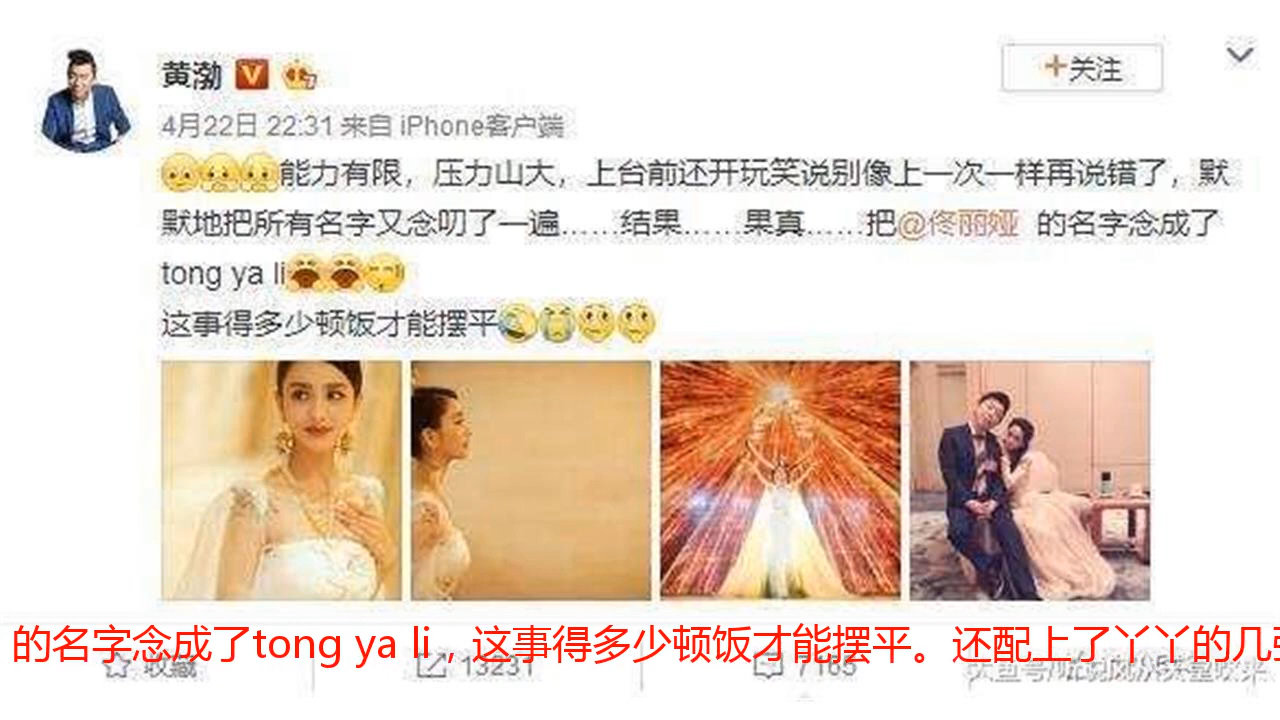 黄渤
+关注
4月22日 22:31 来自 iPhone客户端
能力有限，压力山大，上台前还开玩笑说别像上一次一样再说错了，默
默地把所有名字又念叨了一遍……结果……果真……把@佟丽娅 的名字念成了
tong ya li
这事得多少顿饭才能摆平
的名字念成了tong ya li，这事得多少顿饭才能摆平。还配上了丫丫的几
收藏 13231 7165